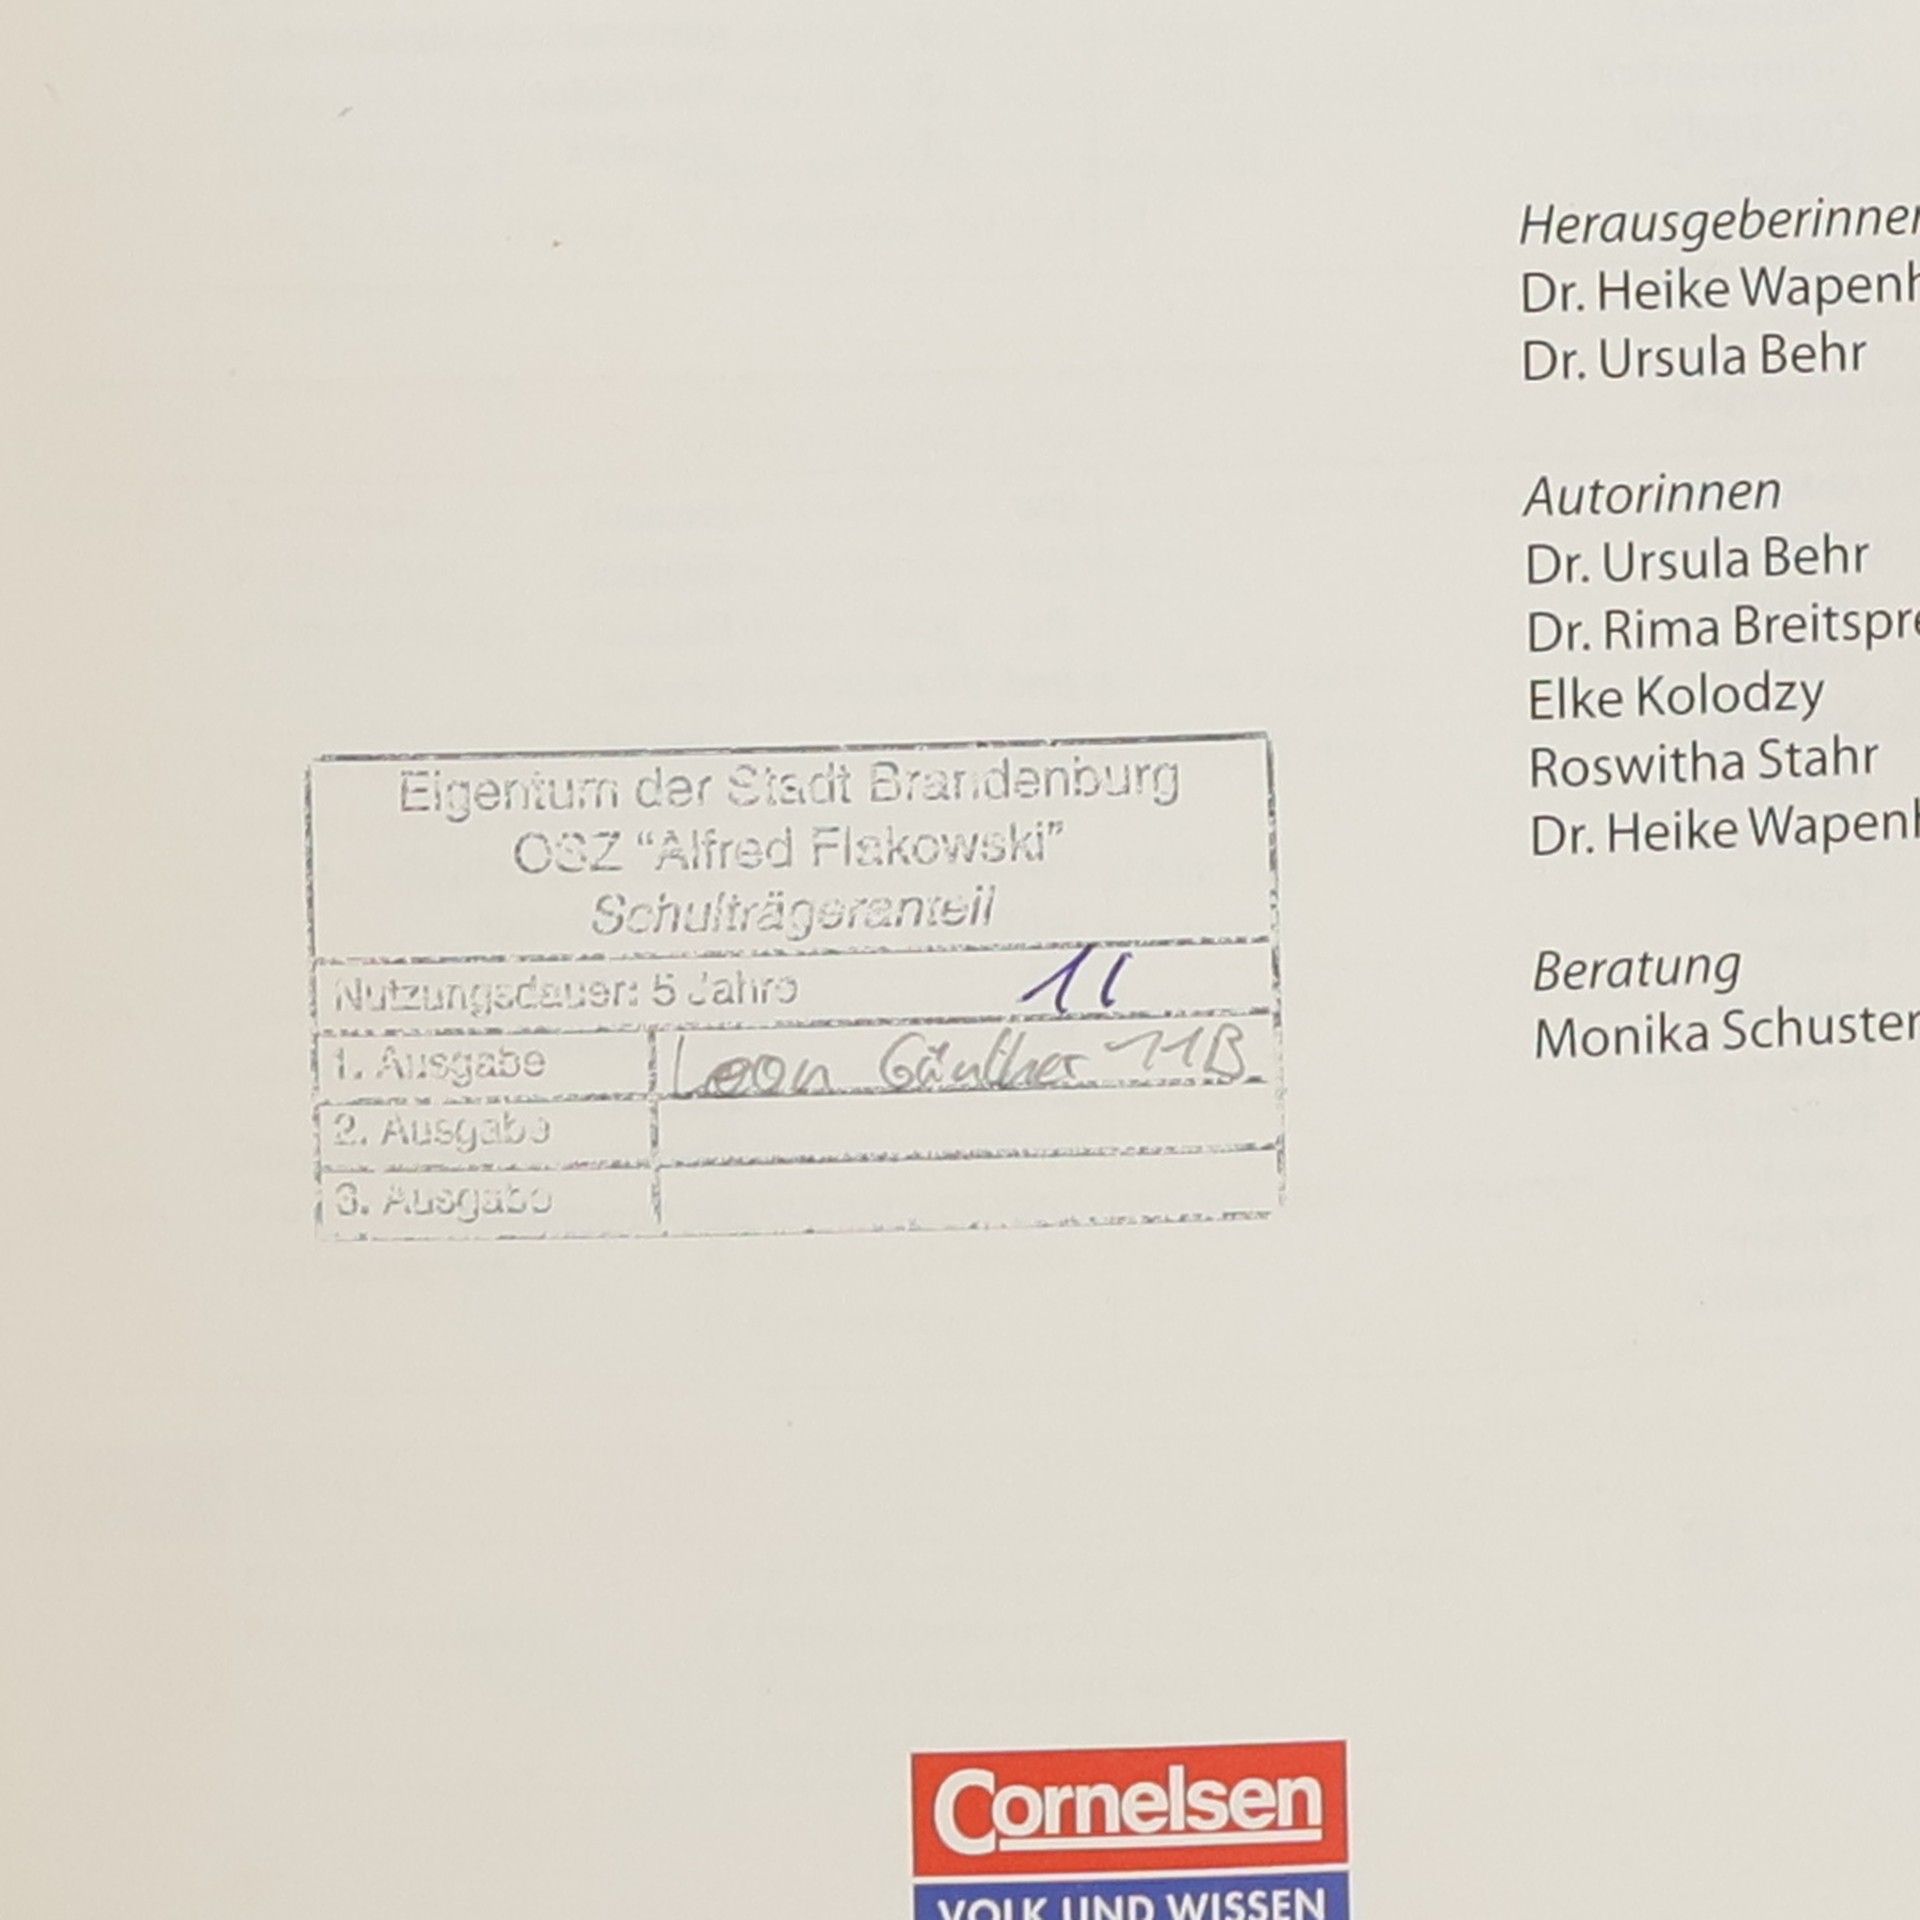 Herausgeberinnen
Dr. Heike Wapenh
Dr. Ursula Behr
Autorinnen
Dr. Ursula Behr
Dr. Rima Breitspre
Elke Kolodzy
Roswitha Stahr
Dr. Heike Wapenh
Beratung
Monika Schuster
Eigentum der Stadt Brandenburg
OSZ “Alfred Flakowski”
Schulträgeranteil
Nutzungsdauer: 5 Jahre 11
1. Ausgabe Leon Günther 11B
2. Ausgabe
3. Ausgabe
Cornelsen
VOLK UND WISSEN